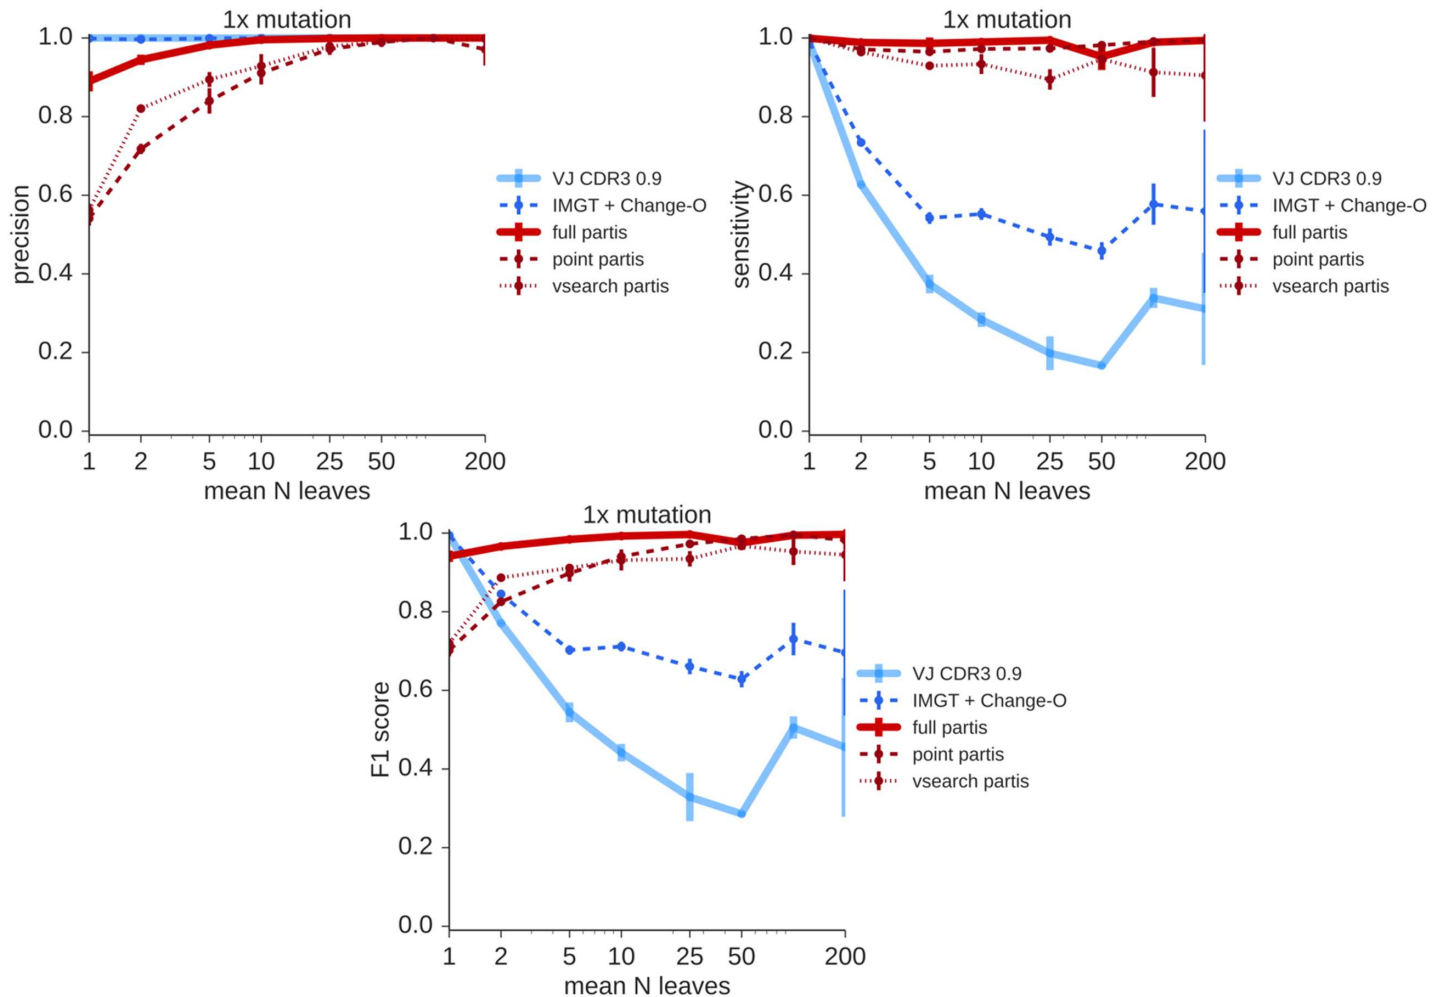 1x mutation
1.0
0.8
0.6
0.4
0.2
0.0
precision
1 2 5 10 25 50 200
mean N leaves
VJ CDR3 0.9
IMGT + Change-O
full partis
point partis
vsearch partis
1x mutation
1.0
0.8
0.6
0.4
0.2
0.0
sensitivity
1 2 5 10 25 50 200
mean N leaves
VJ CDR3 0.9
IMGT + Change-O
full partis
point partis
vsearch partis
1x mutation
1.0
0.8
0.6
0.4
0.2
0.0
F1 score
1 2 5 10 25 50 200
mean N leaves
VJ CDR3 0.9
IMGT + Change-O
full partis
point partis
vsearch partis